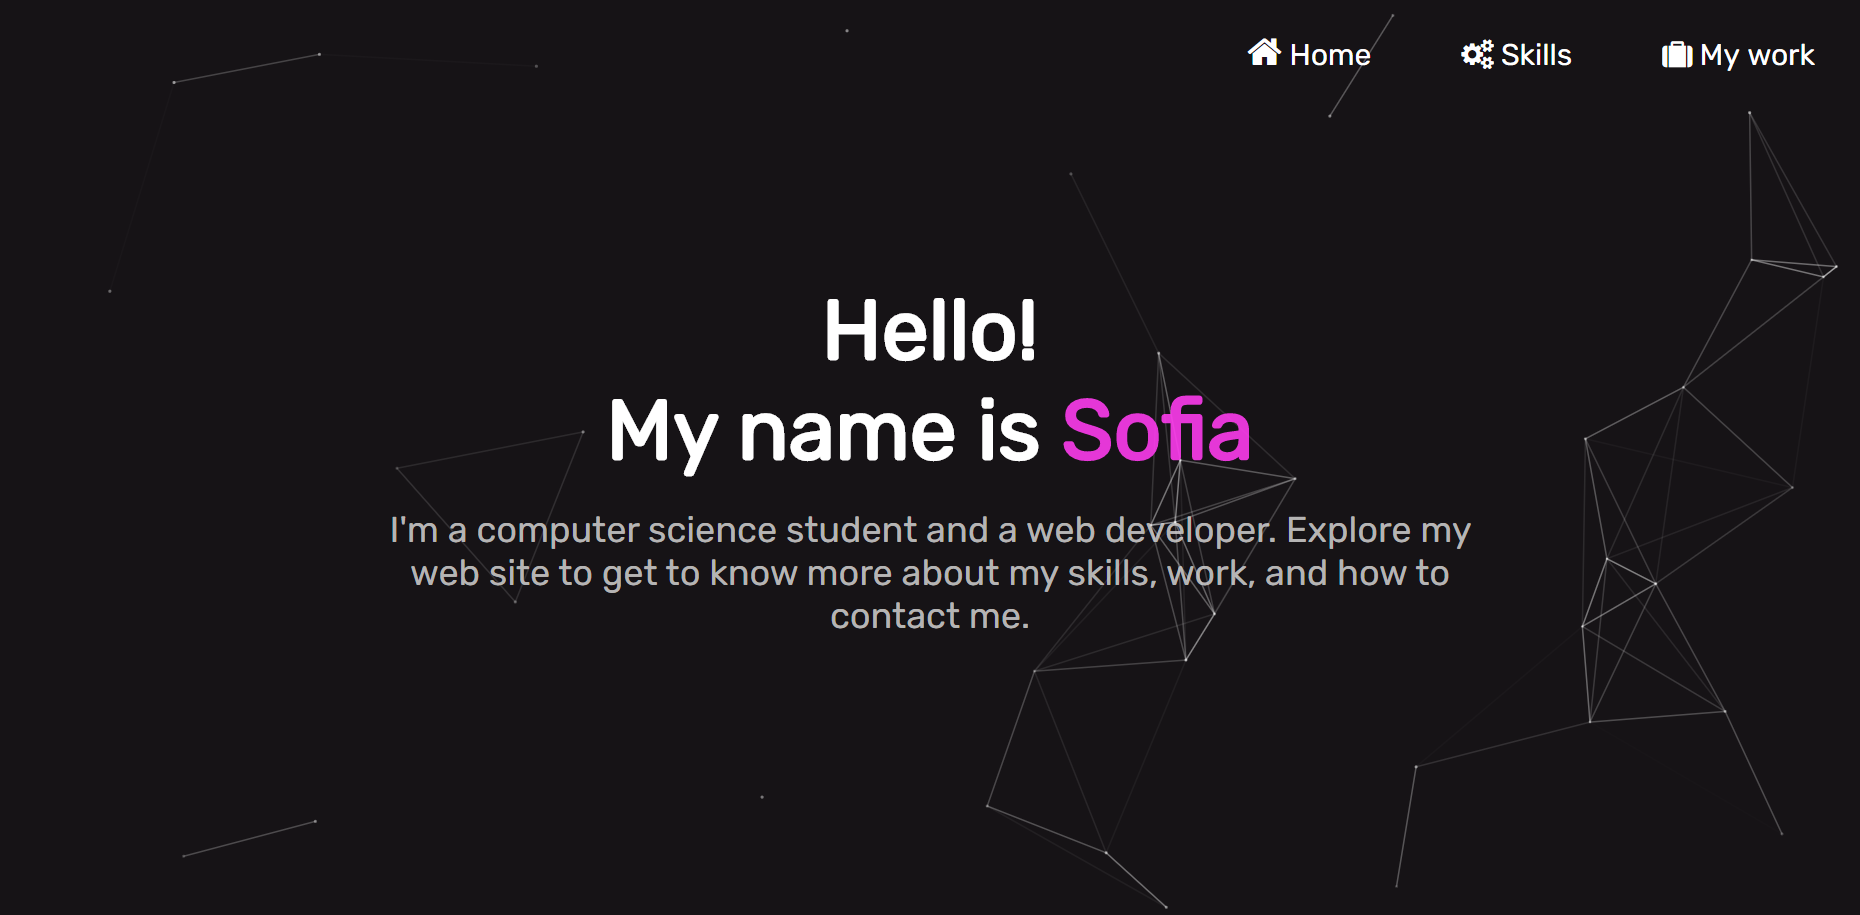 Home Skills My work
Hello!
My name is Sofia
I'm a computer science student and a web developer. Explore my
web site to get to know more about my skills, work, and how to
contact me.